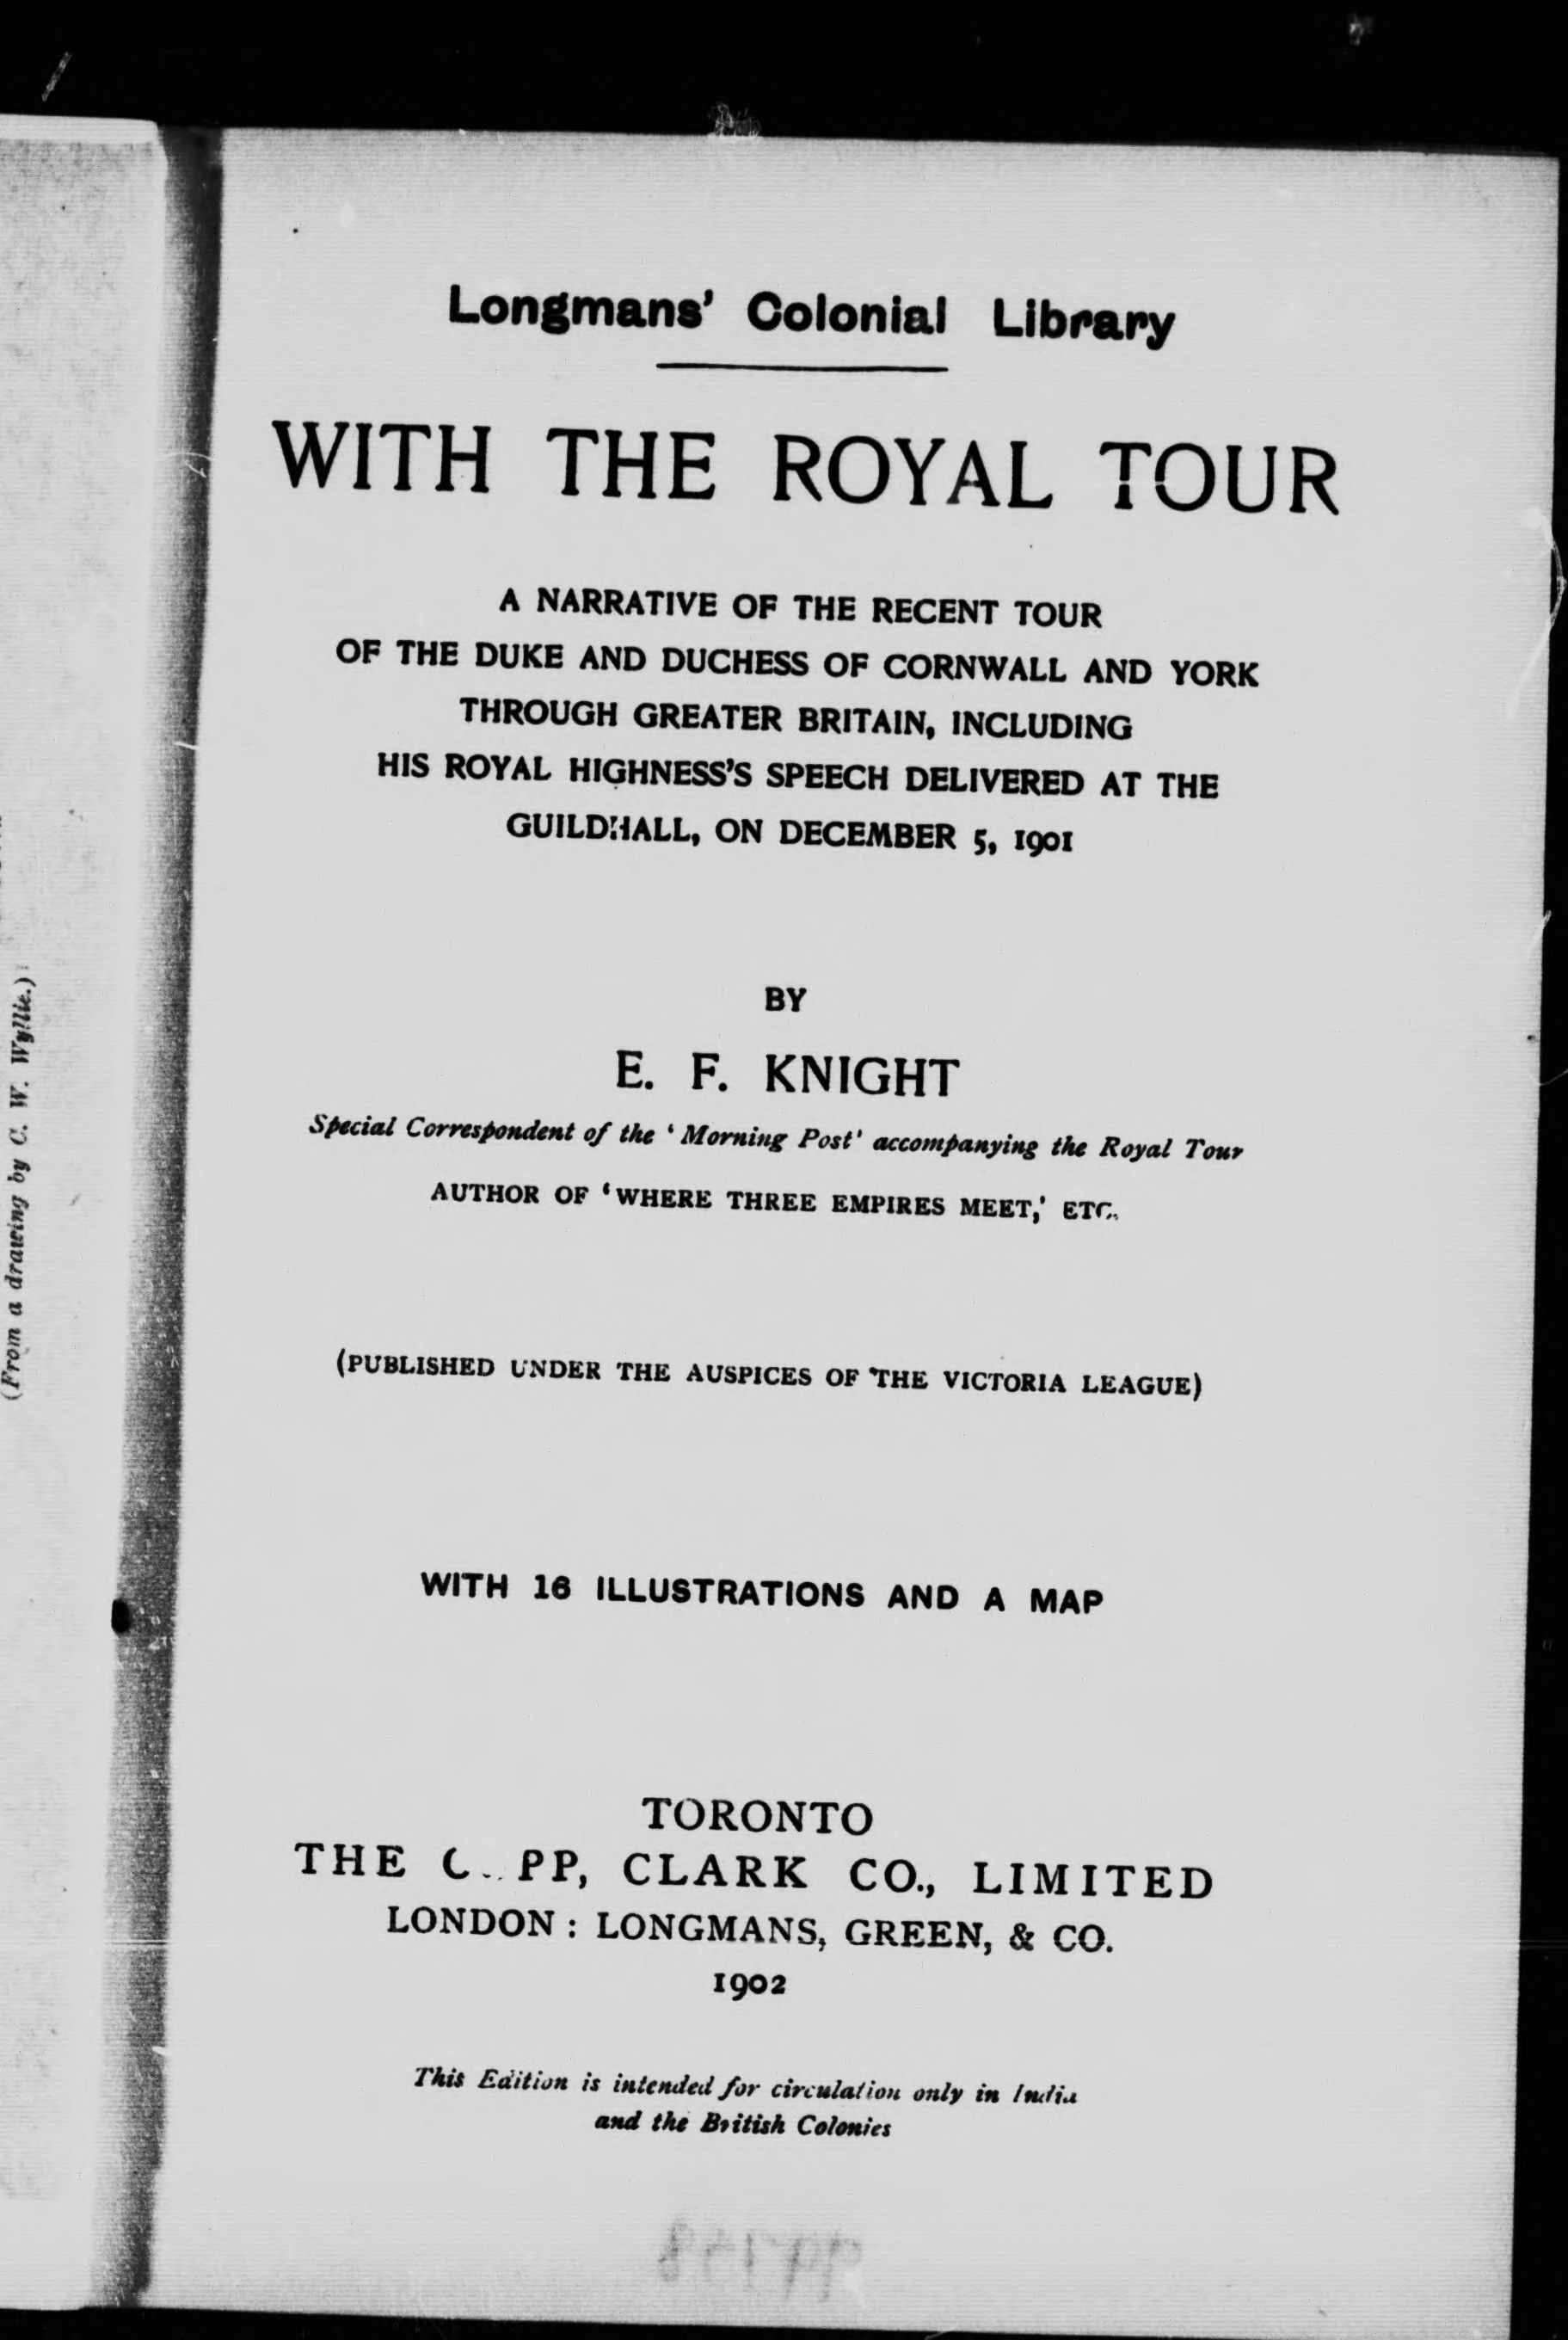 Longmans' Colonial Library
WITH THE ROYAL TOUR
A NARRATIVE OF THE RECENT TOUR
OF THE DUKE AND DUCHESS OF CORNWALL AND YORK
THROUGH GREATER BRITAIN, INCLUDING
HIS ROYAL HIGHNESS'S SPEECH DELIVERED AT THE
GUILDHALL, ON DECEMBER 5, 1901
BY
E. F. KNIGHT
Special Correspondent of the 'Morning Post' accompanying the Royal Tour
AUTHOR OF 'WHERE THREE EMPIRES MEET,' ETC.
(PUBLISHED UNDER THE AUSPICES OF THE VICTORIA LEAGUE)
WITH 16 ILLUSTRATIONS AND A MAP
TORONTO
THE PP, CLARK CO., LIMITED
LONDON : LONGMANS, GREEN, & CO.
1902
This Edition is intended for circulation only in India
and the British Colonies
(From a drawing by C. W. Wyllie.)